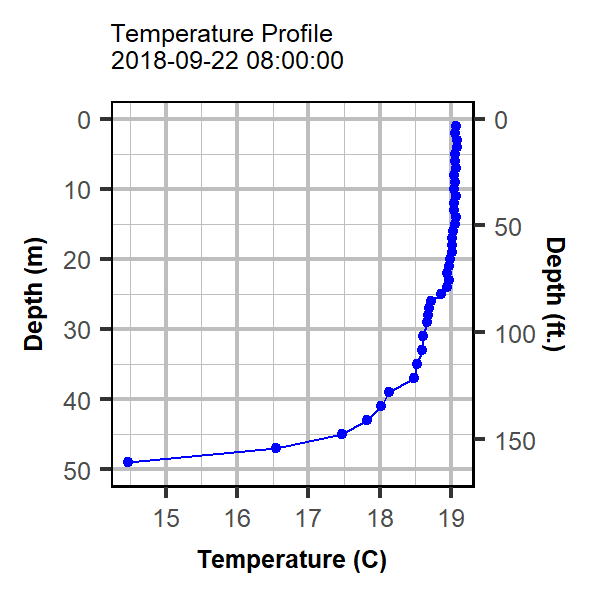 Temperature Profile
2018-09-22 08:00:00
0
10
20
30
40
50
Depth (m)
0
50
100
150
Depth (ft.)
15 16 17 18 19
Temperature (C)